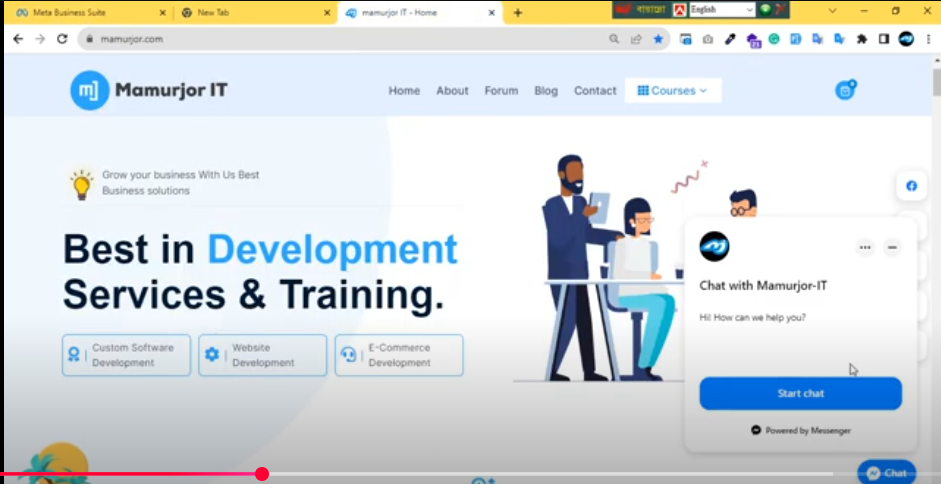 Meta Business Suite
New Tab
mamurjor IT - Home
বাংলা
English
mamurjor.com
21
m]
Mamurjor IT
Home
About
Forum
Blog
Contact
Courses
Grow your business With Us Best
Business solutions
Best in Development
Services & Training.
Custom Software
Development
Website
Development
E-Commerce
Development
Chat with Mamurjor-IT
Hi! How can we help you?
Start chat
Powered by Messenger
Chat